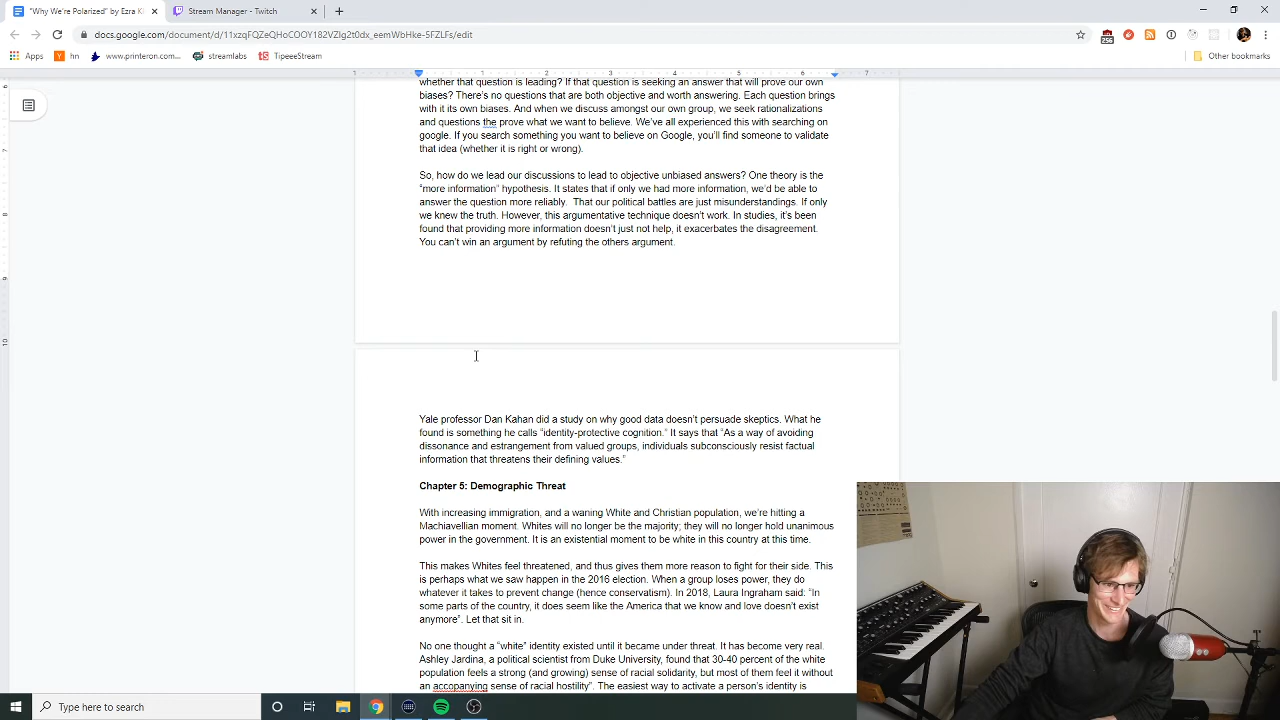 "Why We're Polarized" by Ezra Kl
Stream Manager - Twitch
docs.google.com/document/d/11xzqFQZeQHoCOOY182VZIg2t0dx_eemWbHke-5FZLFs/edit
256
Apps
hn
www.printeron.com...
streamlabs
TipeeeStream
Other bookmarks
1 1 2 3 4 5 6 7
whether that question is leading? If that question is seeking an answer that will prove our own
biases? There's no questions that are both objective and worth answering. Each question brings
with it its own biases. And when we discuss amongst our own group, we seek rationalizations
and questions the prove what we want to believe. We've all experienced this with searching on
google. If you search something you want to believe on Google, you'll find someone to validate
that idea (whether it is right or wrong).
So, how do we lead our discussions to lead to objective unbiased answers? One theory is the
"more information" hypothesis. It states that if only we had more information, we'd be able to
answer the question more reliably. That our political battles are just misunderstandings. If only
we knew the truth. However, this argumentative technique doesn't work. In studies, it's been
found that providing more information doesn't just not help, it exacerbates the disagreement.
You can't win an argument by refuting the others argument.
Yale professor Dan Kahan did a study on why good data doesn't persuade skeptics. What he
found is something he calls "identity-protective cognition." It says that "As a way of avoiding
dissonance and estrangement from valued groups, individuals subconsciously resist factual
information that threatens their defining values."
Chapter 5: Demographic Threat
With increasing immigration, and a waning White and Christian population, we're hitting a
Machiavellian moment. Whites will no longer be the majority; they will no longer hold unanimous
power in the government. It is an existential moment to be white in this country at this time.
This makes Whites feel threatened, and thus gives them more reason to fight for their side. This
is perhaps what we saw happen in the 2016 election. When a group loses power, they do
whatever it takes to prevent change (hence conservatism). In 2018, Laura Ingraham said: "In
some parts of the country, it does seem like the America that we know and love doesn't exist
anymore". Let that sit in.
No one thought a "white" identity existed until it became under threat. It has become very real.
Ashley Jardina, a political scientist from Duke University, found that 30-40 percent of the white
population feels a strong (and growing) sense of racial solidarity, but most of them feel it without
an accopanying sense of racial hostility". The easiest way to activate a person's identity is
Type here to search